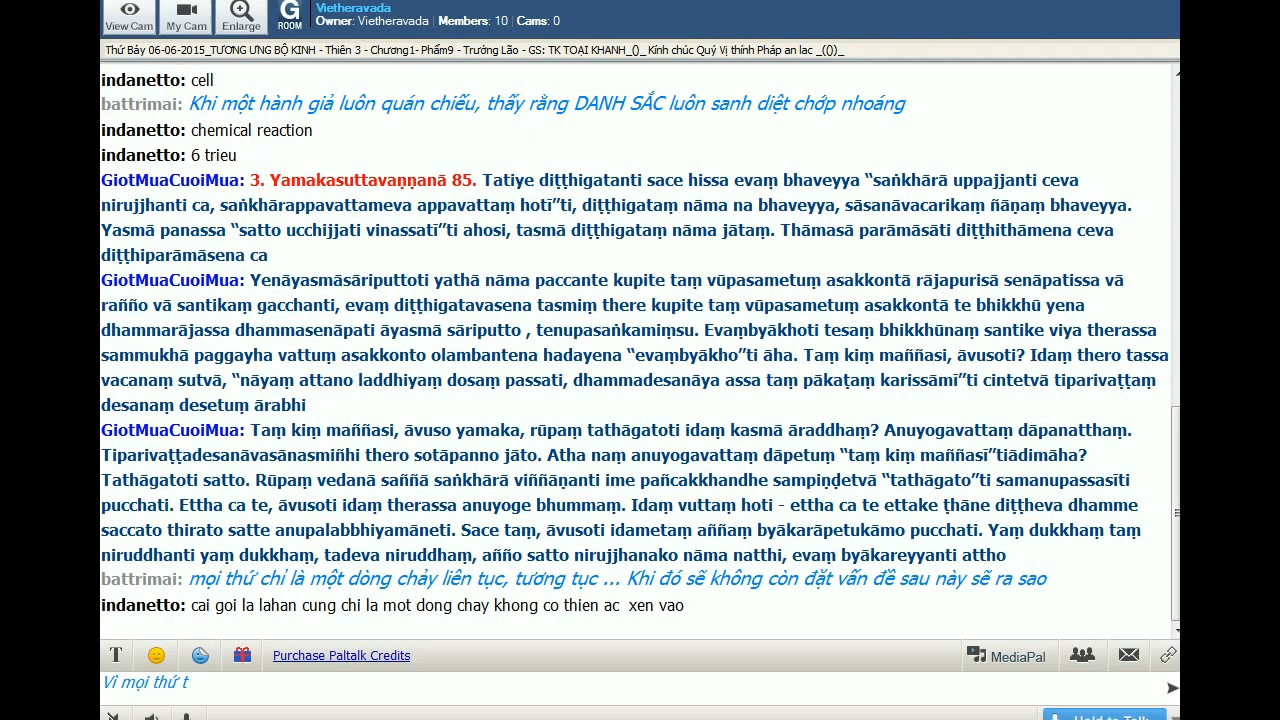 View Cam
My Cam
Enlarge
G
ROOM
Vietheravada
Owner: Vietheravada | Members: 10 | Cams: 0
Thứ Bảy 06-06-2015_TƯƠNG ƯNG BỘ KINH - Thiên 3 - Chương1- Phẩm9 - Trưởng Lão - GS: TK TOẠI KHANH_()_ Kính chúc Quý Vị thính Pháp an lac _(())_
indanetto: cell
battrimai: Khi một hành giả luôn quán chiếu, thấy rằng DANH SẮC luôn sanh diệt chớp nhoáng
indanetto: chemical reaction
indanetto: 6 trieu
GiotMuaCuoiMua: 3. Yamakasuttavaṇṇanā 85. Tatiye diṭṭhigatanti sace hissa evaṃ bhaveyya “saṅkhārā uppajjanti ceva
nirujjhanti ca, saṅkhārappavattameva appavattaṃ hotī”ti, diṭṭhigataṃ nāma na bhaveyya, sāsanāvacarikaṃ ñāṇaṃ bhaveyya.
Yasmā panassa “satto ucchijjati vinassatī”ti ahosi, tasmā diṭṭhigataṃ nāma jātaṃ. Thāmasā parāmāsāti diṭṭhithāmena ceva
diṭṭhiparāmāsena ca
GiotMuaCuoiMua: Yenāyasmāsāriputtoti yathā nāma paccante kupite taṃ vūpasametuṃ asakkontā rājapurisā senāpatissa vā
rañño vā santikaṃ gacchanti, evaṃ diṭṭhigatavasena tasmiṃ there kupite taṃ vūpasametuṃ asakkontā te bhikkhū yena
dhammarājassa dhammasenāpati āyasmā sāriputto , tenupasaṅkamiṃsu. Evaṃbyākhoti tesaṃ bhikkhūnaṃ santike viya therassa
sammukhā paggayha vattuṃ asakkonto olambantena hadayena “evaṃbyākho”ti āha. Taṃ kiṃ maññasi, āvusoti? Idaṃ thero tassa
vacanaṃ sutvā, “nāyaṃ attano laddhiyaṃ dosaṃ passati, dhammadesanāya assa taṃ pākaṭaṃ karissāmī”ti cintetvā tiparivaṭṭaṃ
desanaṃ desetuṃ ārabhi
GiotMuaCuoiMua: Taṃ kiṃ maññasi, āvuso yamaka, rūpaṃ tathāgatoti idaṃ kasmā āraddhaṃ? Anuyogavattaṃ dāpanatthaṃ.
Tiparivaṭṭadesanāvasānasmiñhi thero sotāpanno jāto. Atha naṃ anuyogavattaṃ dāpetuṃ “taṃ kiṃ maññasī”tiādimāha?
Tathāgatoti satto. Rūpaṃ vedanā saññā saṅkhārā viññāṇanti ime pañcakkhandhe sampiṇḍetvā “tathāgato”ti samanupassasīti
pucchati. Ettha ca te, āvusoti idaṃ therassa anuyoge bhummaṃ. Idaṃ vuttaṃ hoti - ettha ca te ettake ṭhāne diṭṭheva dhamme
saccato thirato satte anupalabbhiyamāneti. Sace taṃ, āvusoti idametaṃ aññaṃ byākarāpetukāmo pucchati. Yaṃ dukkhaṃ taṃ
niruddhanti yaṃ dukkhaṃ, tadeva niruddhaṃ, añño satto nirujjhanako nāma natthi, evaṃ byākareyyanti attho
battrimai: mọi thứ chỉ là một dòng chảy liên tục, tương tục ... Khi đó sẽ không còn đặt vấn đề sau này sẽ ra sao
indanetto: cai goi la lahan cung chi la mot dong chay khong co thien ac  xen vao
T
Purchase Paltalk Credits
MediaPal
Vì mọi thứ t
Hold to Talk